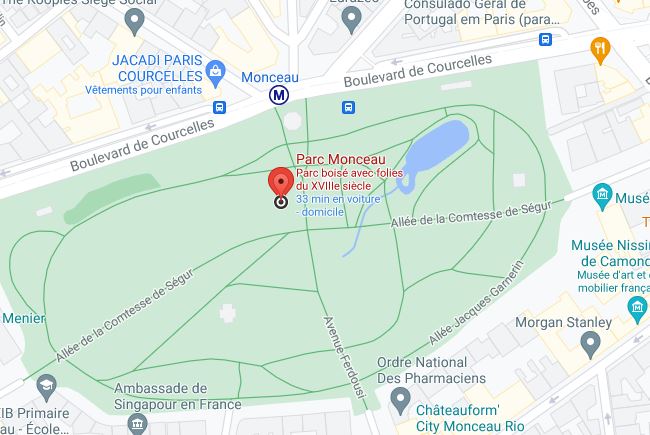 The Kooples Siège Social
Consulado Geral de
Portugal em Paris (para...
JACADI PARIS
COURCELLES
Vêtements pour enfants
Monceau
M
Boulevard de Courcelles
Boulevard de Courcelles
Parc Monceau
Parc boisé avec folies
du XVIIIe siècle
33 min en voiture
- domicile
Allée de la Comtesse de Ségur
Musé
Musée Nissim
de Camond
Musée d'art et d
mobilier frança
Menier
Allée de la Comtesse de Ségur
Avenue Ferdousi
Allée Jacques Garnerin
Morgan Stanley
Ordre National
Des Pharmaciens
Ambassade de
Singapour en France
IB Primaire
au - École...
Châteauform'
City Monceau Rio